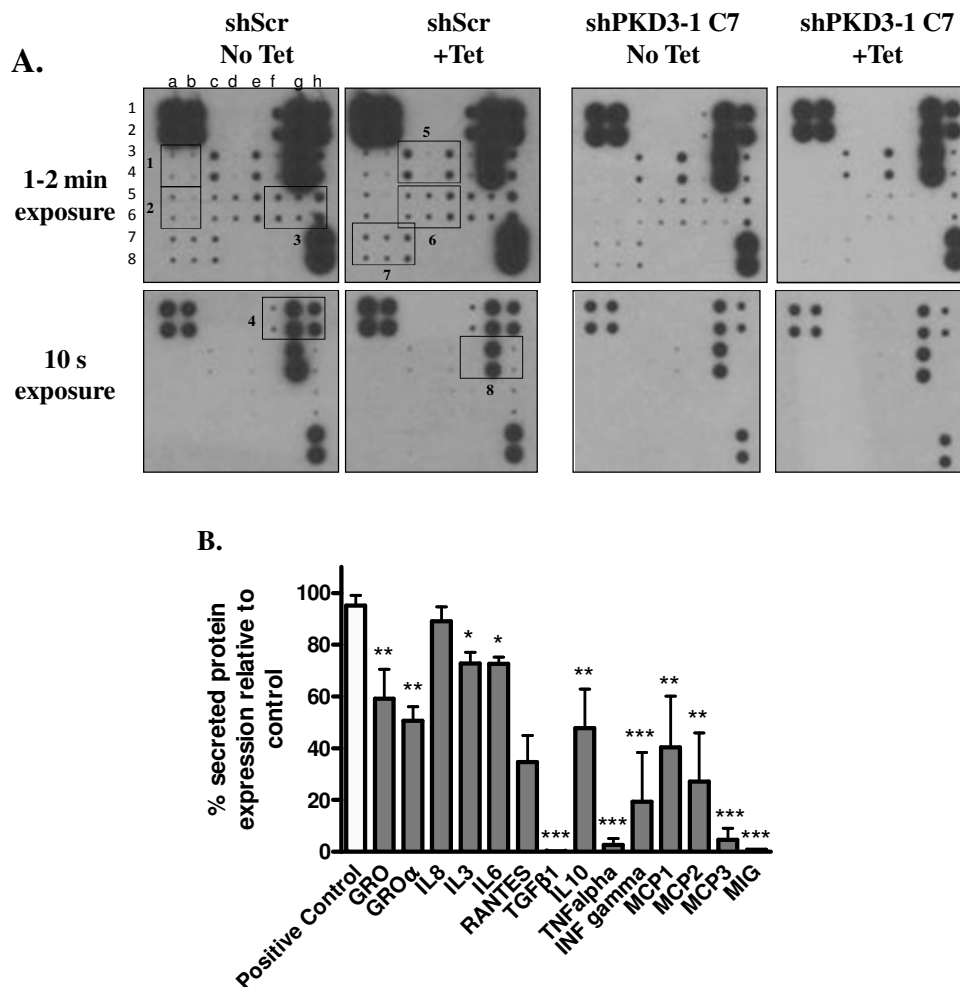 A.
shScr No Tet
shScr +Tet
shPKD3-1 C7 No Tet
shPKD3-1 C7 +Tet
a b c d e f g h
1
2
3
4
5
6
7
8
1-2 min exposure
1
2
3
5
6
7
10 s exposure
4
8
B.
% secreted protein expression relative to control
100
80
60
40
20
0
** ** * * *** ** *** *** ** ** *** ***
Positive Control
GRO
GROα
IL8
IL3
IL6
RANTES
TGFβ1
IL10
TNFalpha
INF gamma
MCP1
MCP2
MCP3
MIG